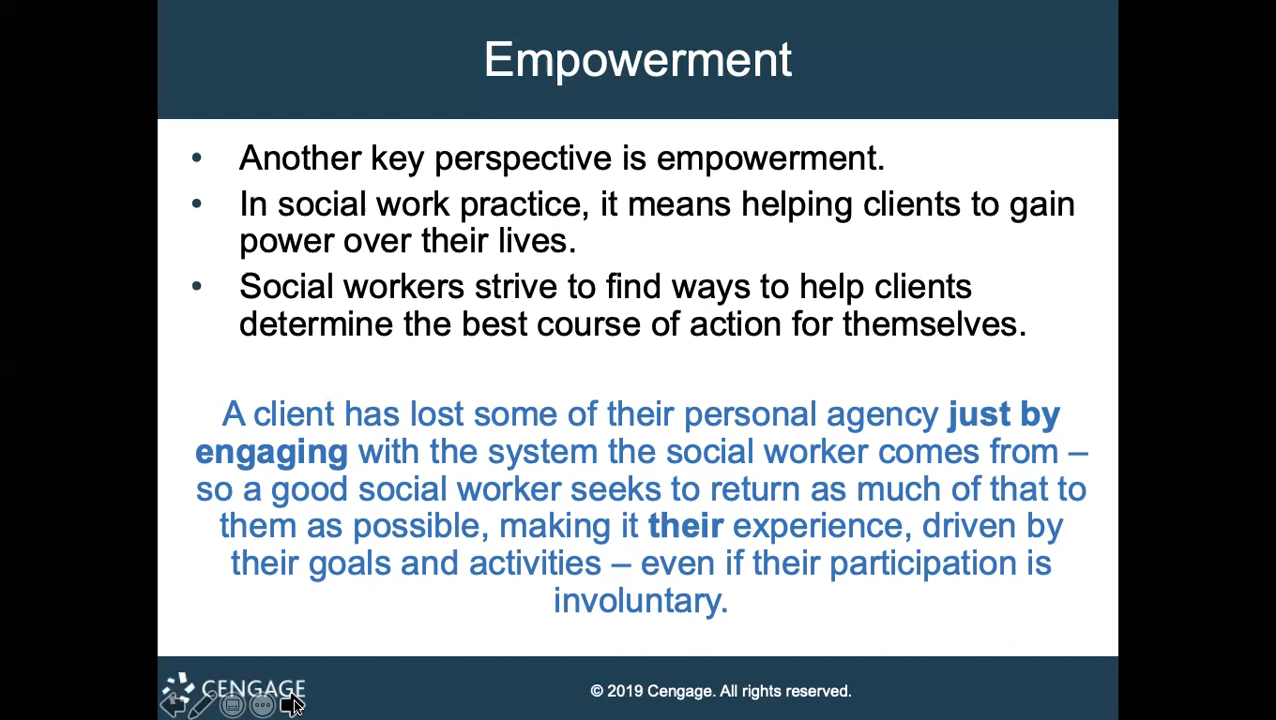 Empowerment
• Another key perspective is empowerment.
• In social work practice, it means helping clients to gain
power over their lives.
• Social workers strive to find ways to help clients
determine the best course of action for themselves.
A client has lost some of their personal agency just by
engaging with the system the social worker comes from –
so a good social worker seeks to return as much of that to
them as possible, making it their experience, driven by
their goals and activities – even if their participation is
involuntary.
CENGAGE
© 2019 Cengage. All rights reserved.